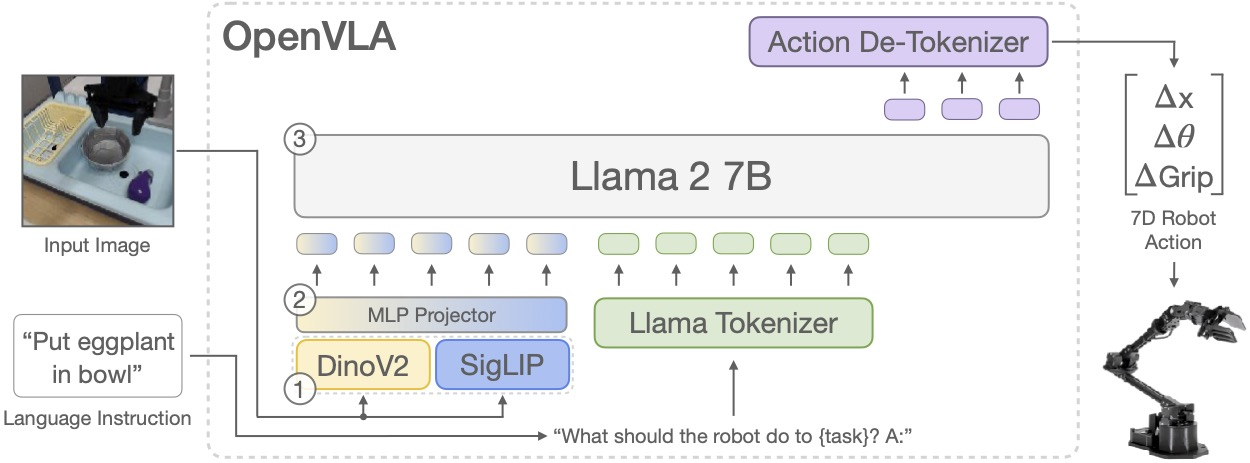 OpenVLA
Action De-Tokenizer
Δx
Δθ
ΔGrip
7D Robot
Action
3
Llama 2 7B
Input Image
2
MLP Projector
Llama Tokenizer
1
DinoV2
SigLIP
“Put eggplant
in bowl”
Language Instruction
“What should the robot do to {task}? A:”